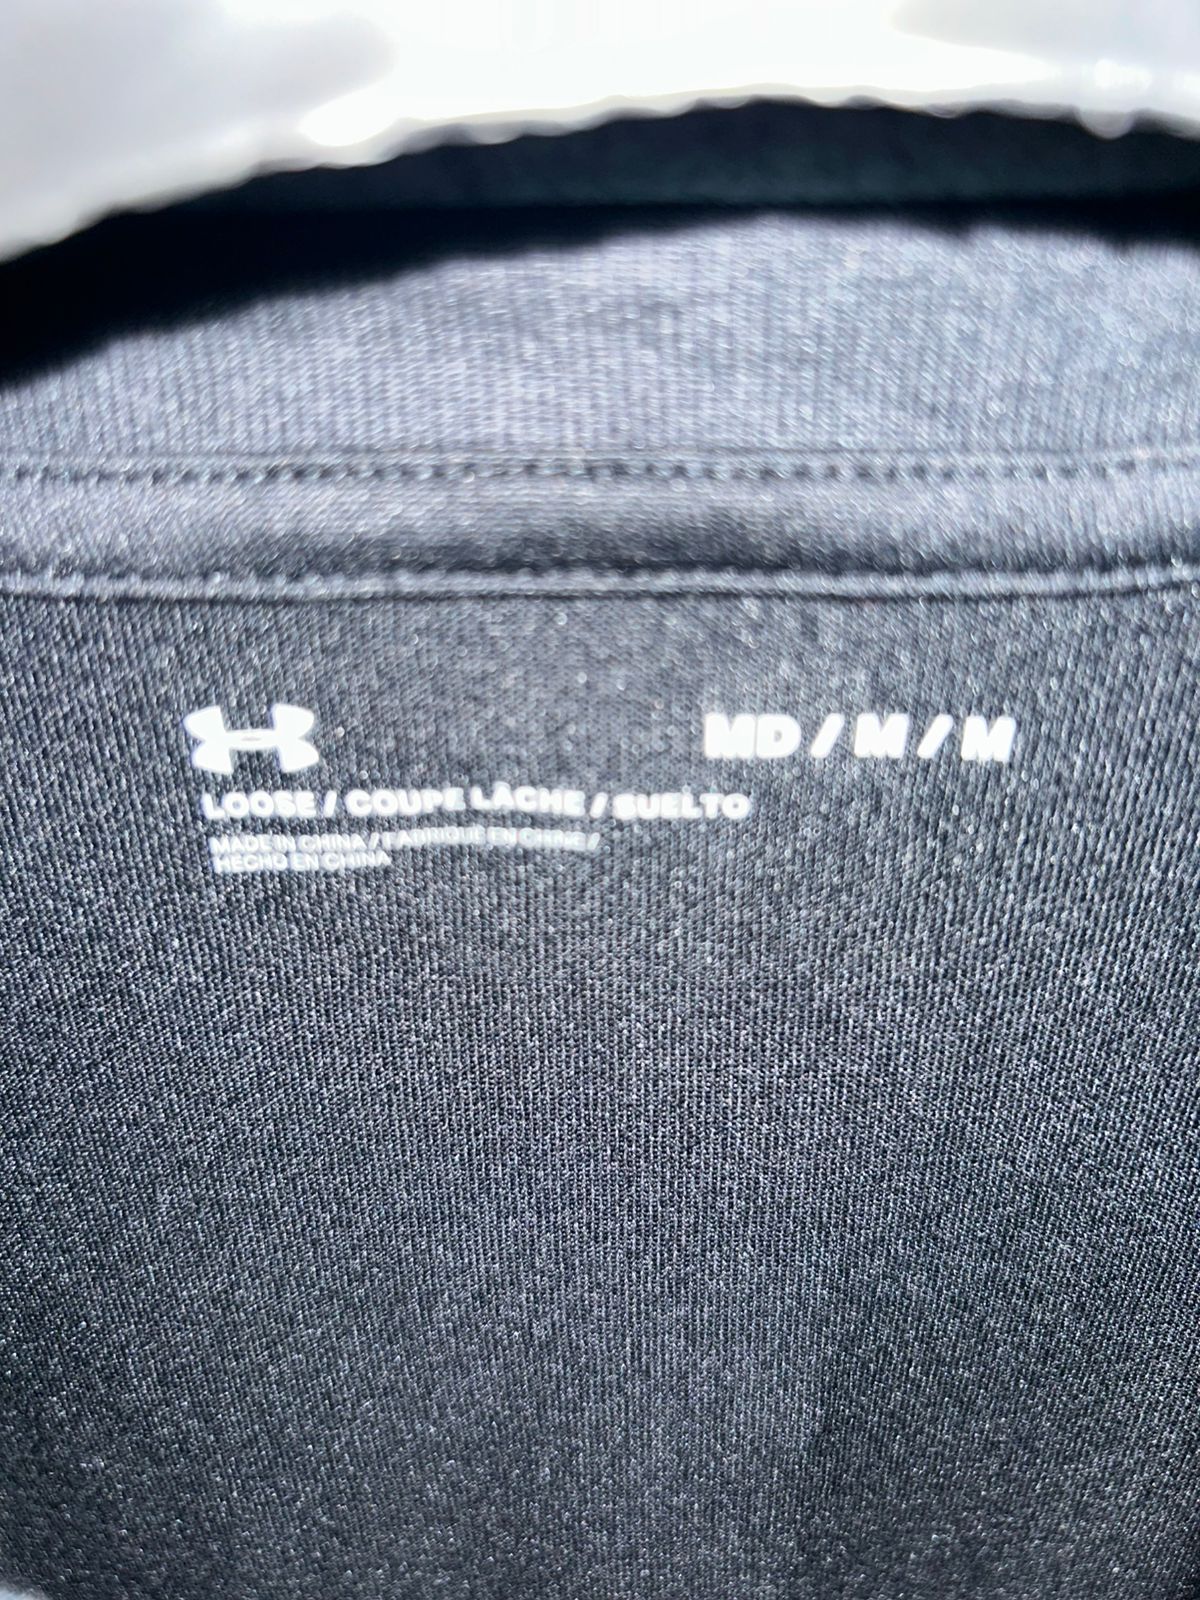 MD / M / M
LOOSE / COUPE LÂCHE / SUELTO
MADE IN CHINA / FABRIQUÉ EN CHINE /
HECHO EN CHINA